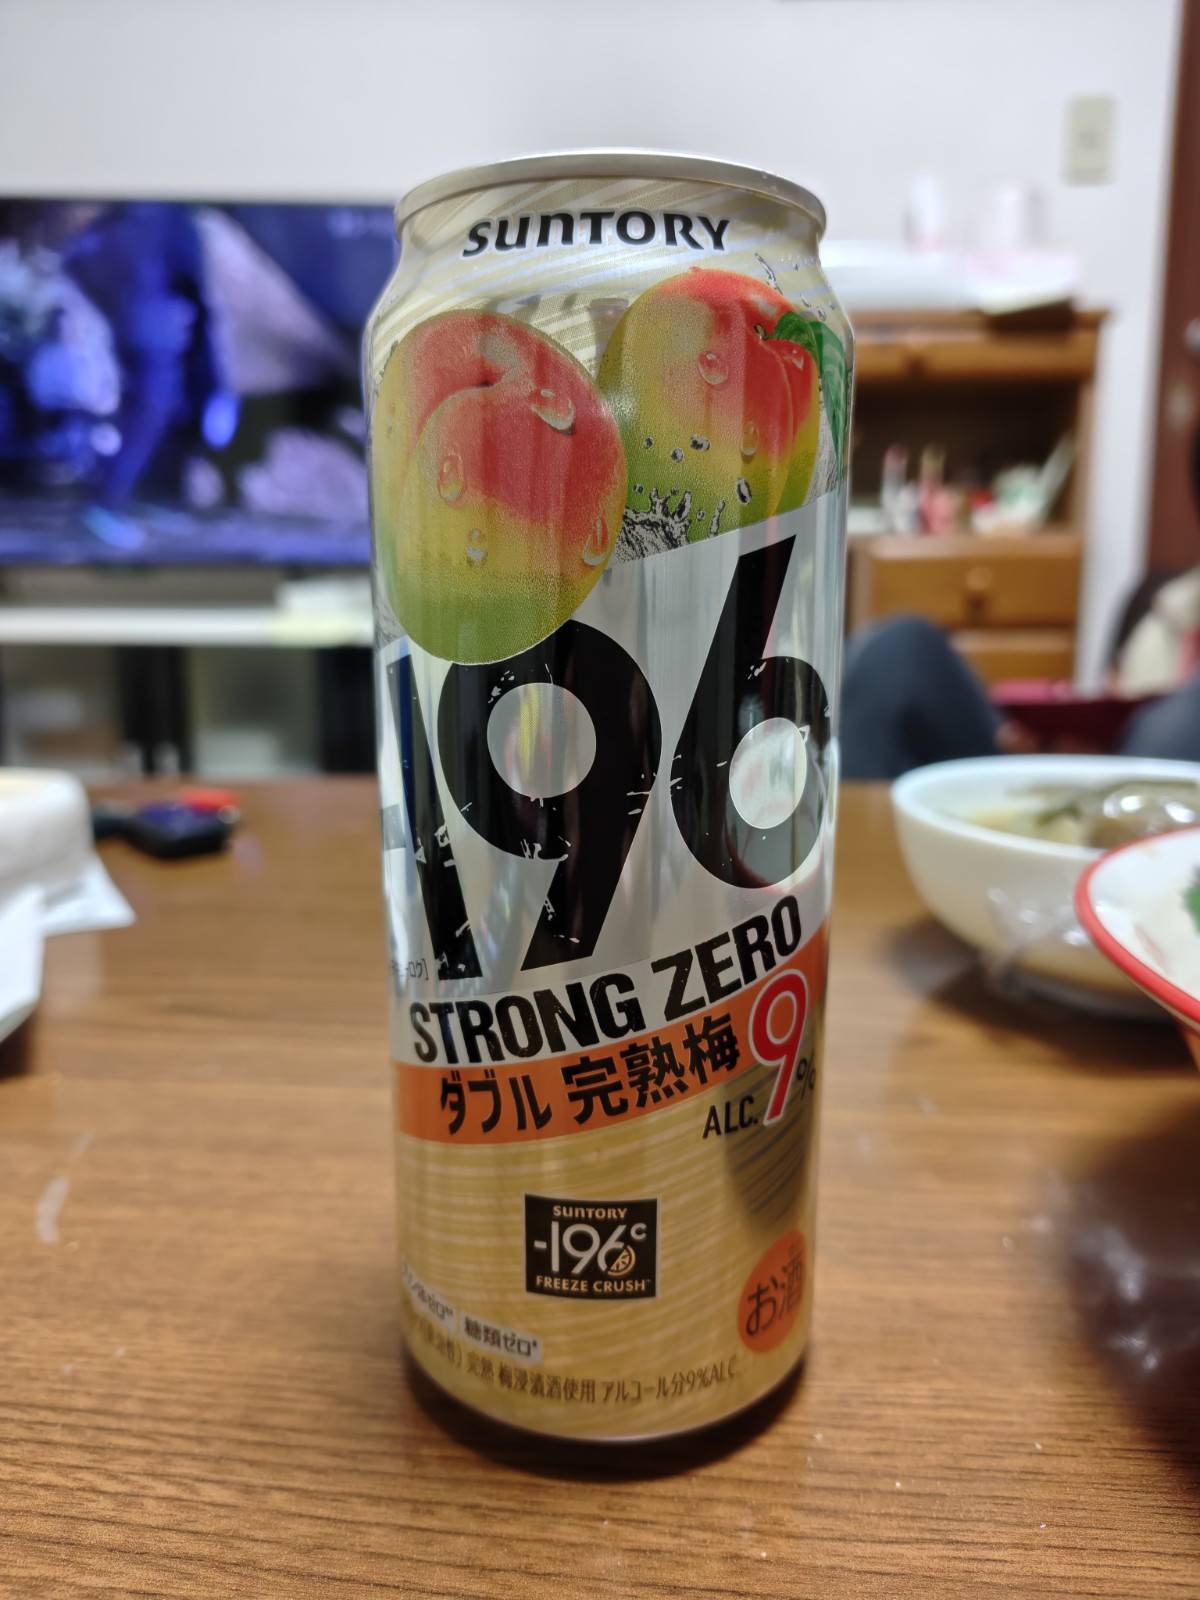 SUNTORY
-196
STRONG ZERO
ダブル 完熟梅 9%
ALC.
SUNTORY
-196℃
FREEZE CRUSH
お酒
糖類ゼロ*
完熟 梅浸漬酒使用 アルコール分9%ALC.